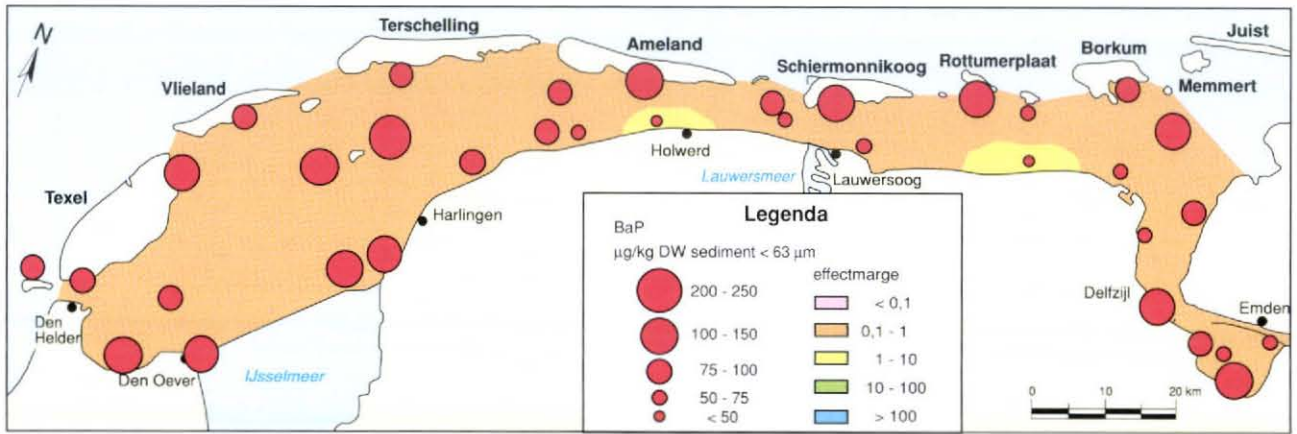 N
Terschelling
Ameland
Juist
Borkum
Schiermonnikoog
Rottumerplaat
Memmert
Vlieland
Texel
Holwerd
Lauwersmeer
Lauwersoog
Harlingen
Den
Helder
Den Oever
IJsselmeer
Delfzijl
Emden
Legenda
BaP
µg/kg DW sediment < 63 µm
effectmarge
200 - 250
100 - 150
75 - 100
50 - 75
< 50
< 0,1
0,1 - 1
1 - 10
10 - 100
> 100
0 10 20 km